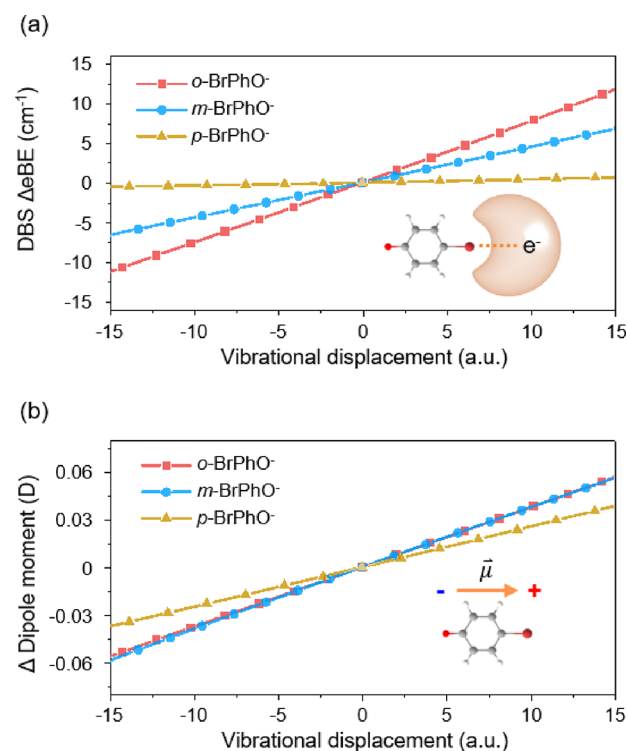 (a)
DBS ΔeBE (cm⁻¹)
15
10
5
0
-5
-10
-15
o-BrPhO⁻
m-BrPhO⁻
p-BrPhO⁻
e⁻
-15 -10 -5 0 5 10 15
Vibrational displacement (a.u.)
(b)
Δ Dipole moment (D)
0.06
0.03
0
-0.03
-0.06
o-BrPhO⁻
m-BrPhO⁻
p-BrPhO⁻
μ⃗
- +
-15 -10 -5 0 5 10 15
Vibrational displacement (a.u.)